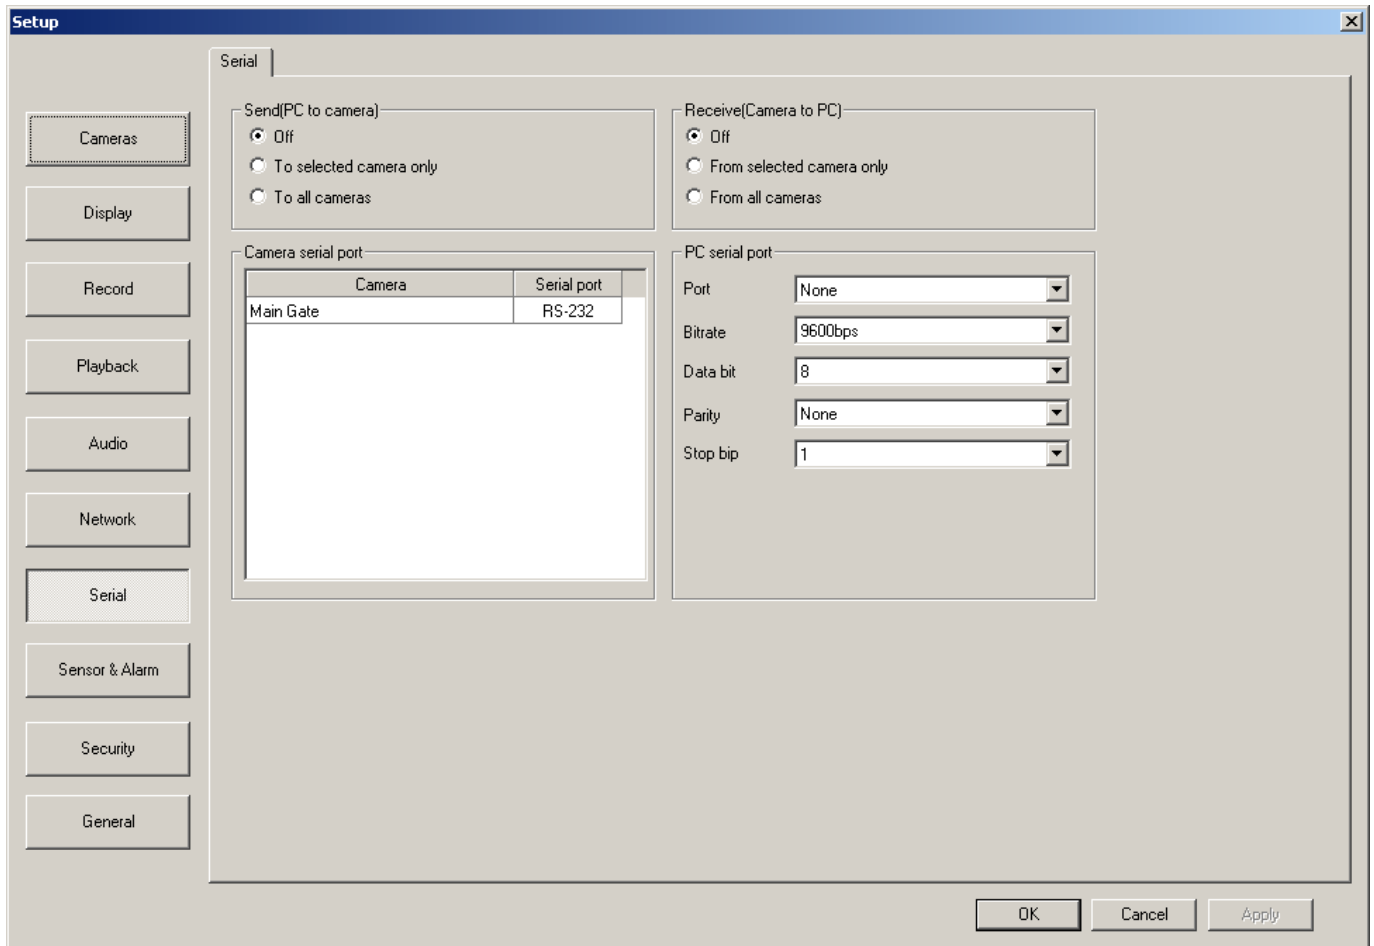 Setup
Serial
Cameras
Display
Record
Playback
Audio
Network
Serial
Sensor & Alarm
Security
General
Send(PC to camera)
Off
To selected camera only
To all cameras
Receive(Camera to PC)
Off
From selected camera only
From all cameras
Camera serial port
Camera Serial port
Main Gate RS-232
PC serial port
Port None
Bitrate 9600bps
Data bit 8
Parity None
Stop bip 1
OK Cancel Apply